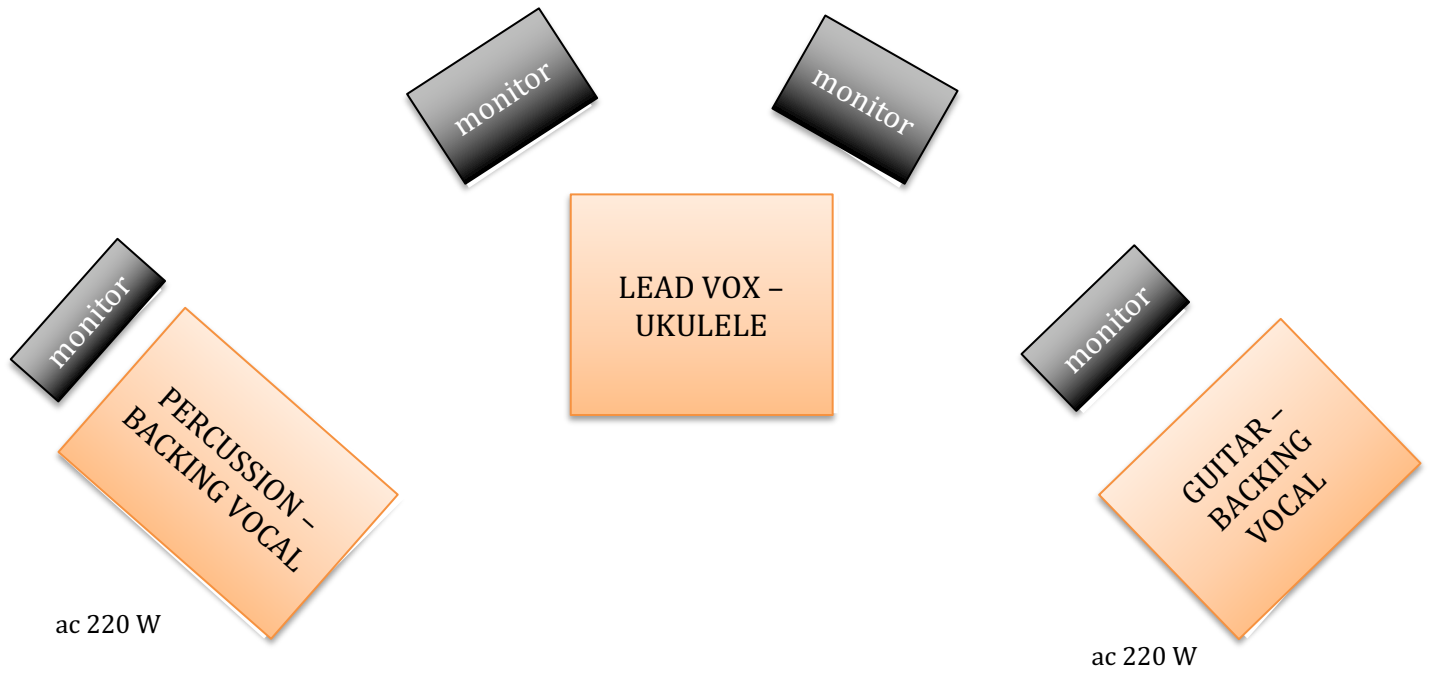 monitor
monitor
LEAD VOX –
UKULELE
monitor
PERCUSSION –
BACKING VOCAL
ac 220 W
monitor
GUITAR –
BACKING
VOCAL
ac 220 W